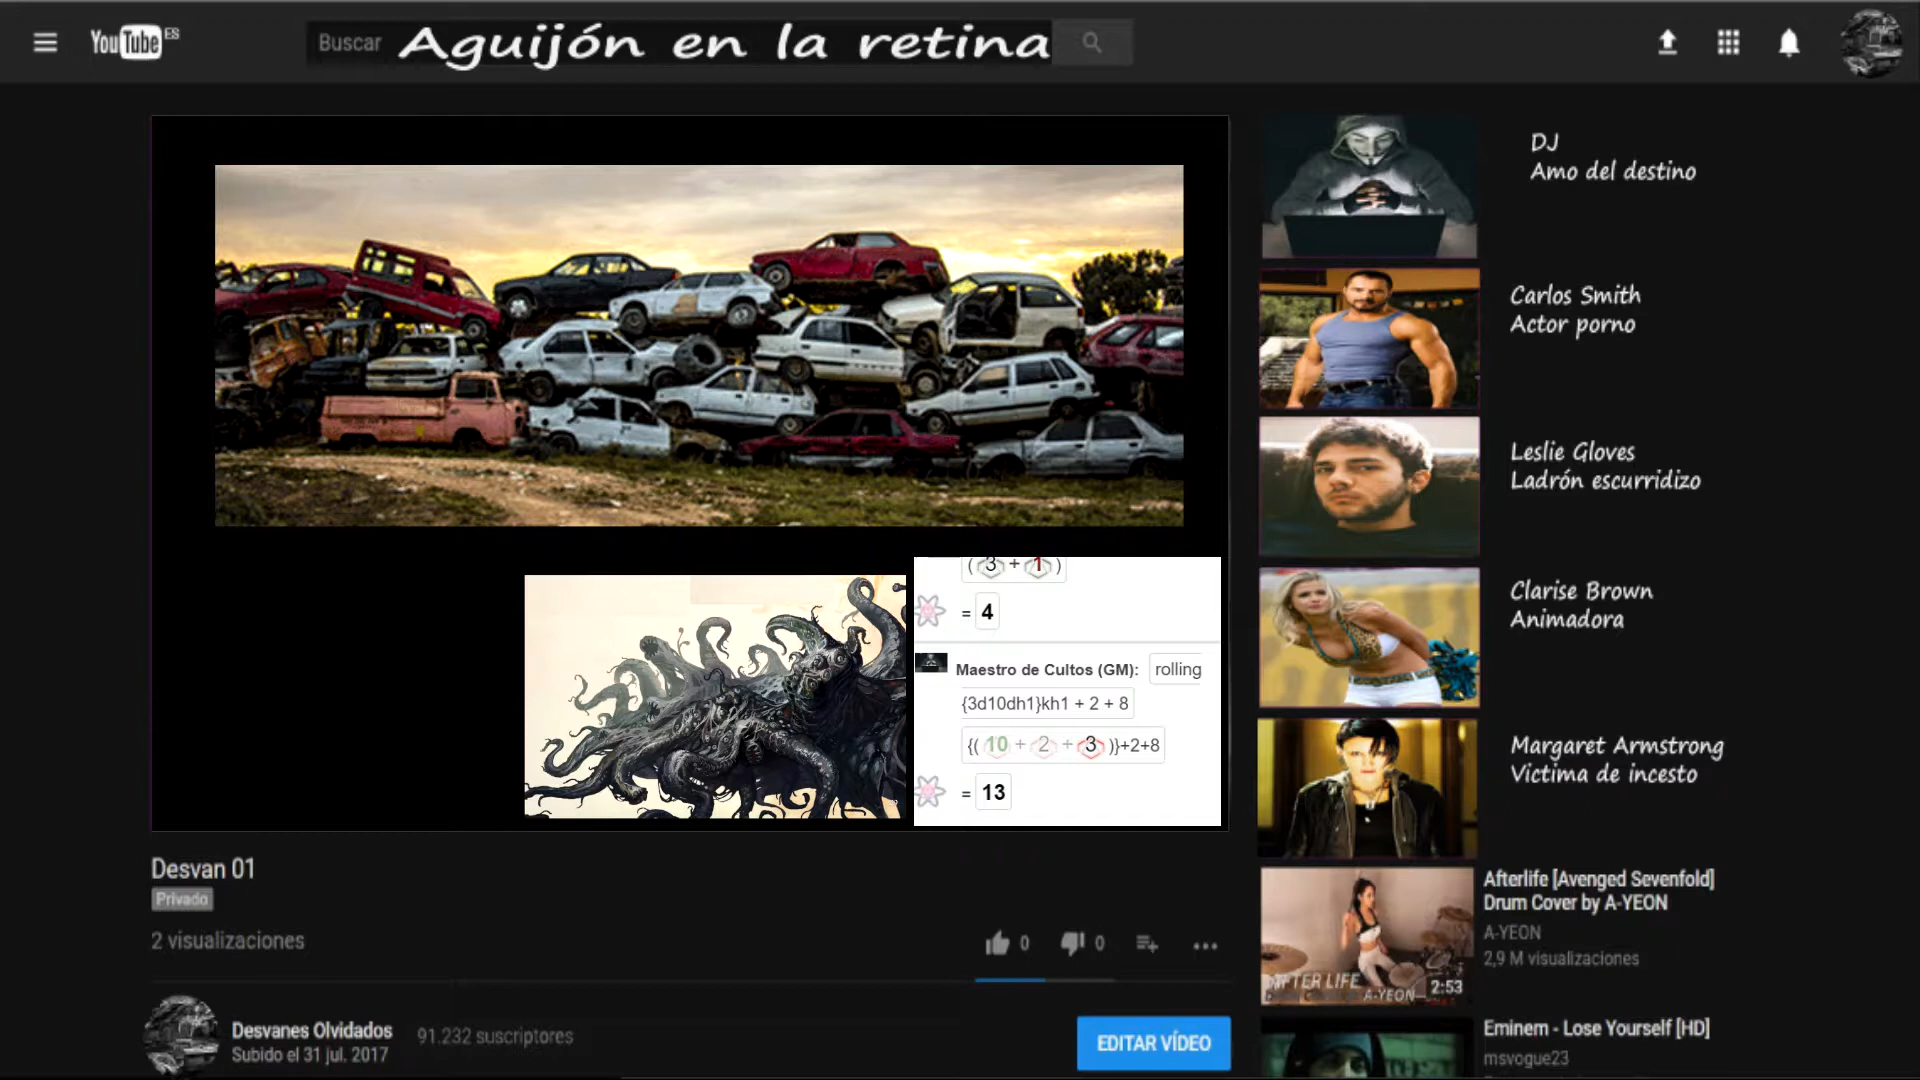 YouTube ES
Buscar
Aguijón en la retina
DJ
Amo del destino
Carlos Smith
Actor porno
Leslie Gloves
Ladrón escurridizo
Clarise Brown
Animadora
Margaret Armstrong
Victima de incesto
(3+1)
= 4
Maestro de Cultos (GM): rolling
{3d10dh1}kh1 + 2 + 8
{(10+2+3)}+2+8
= 13
Desvan 01
Privado
2 visualizaciones
0
0
Desvanes Olvidados
91.232 suscriptores
Subido el 31 jul. 2017
EDITAR VÍDEO
AFTER LIFE
A-YEON
2:53
Afterlife [Avenged Sevenfold]
Drum Cover by A-YEON
A-YEON
2,9 M visualizaciones
Eminem - Lose Yourself [HD]
msvogue23